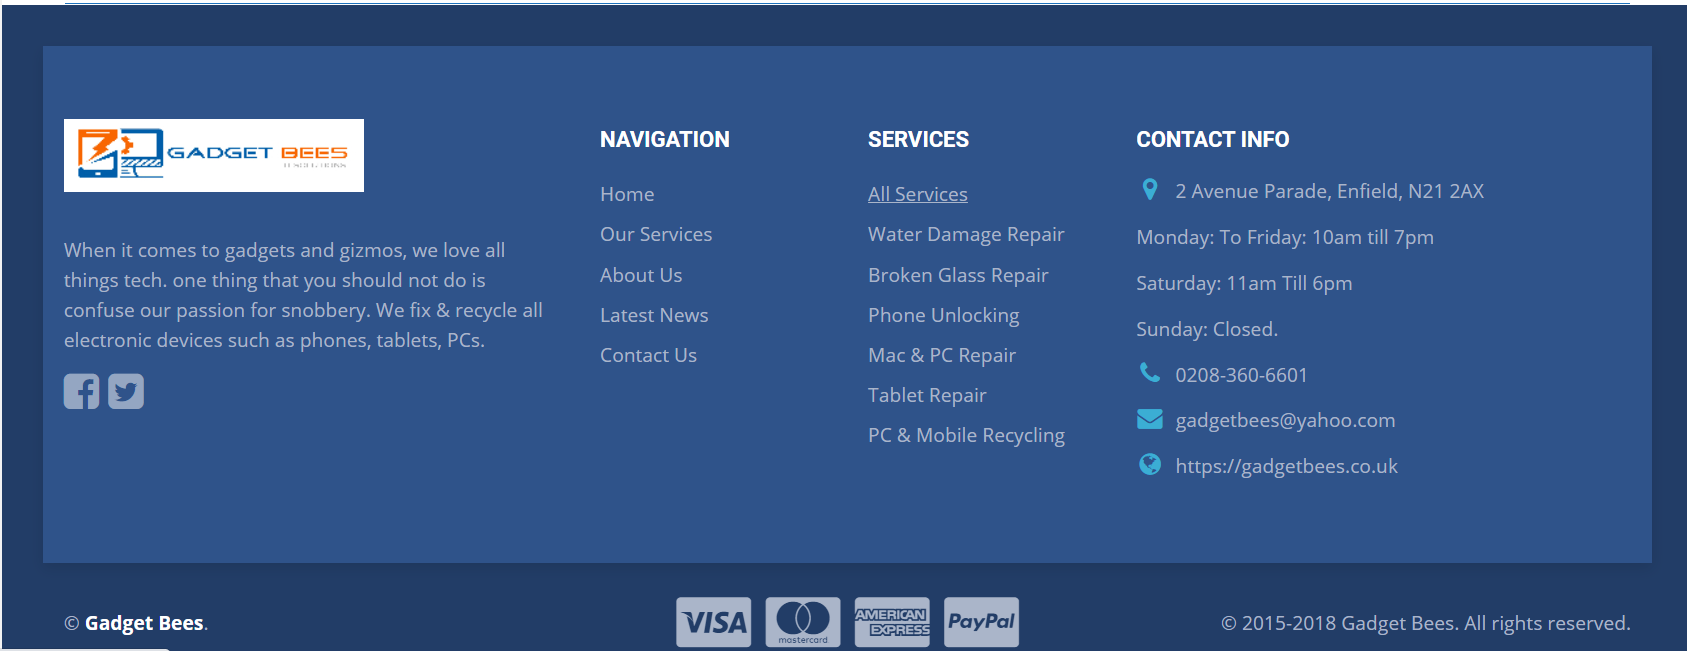 GADGET BEES
IT SOLUTIONS
When it comes to gadgets and gizmos, we love all
things tech. one thing that you should not do is
confuse our passion for snobbery. We fix & recycle all
electronic devices such as phones, tablets, PCs.
NAVIGATION
Home
Our Services
About Us
Latest News
Contact Us
SERVICES
All Services
Water Damage Repair
Broken Glass Repair
Phone Unlocking
Mac & PC Repair
Tablet Repair
PC & Mobile Recycling
CONTACT INFO
2 Avenue Parade, Enfield, N21 2AX
Monday: To Friday: 10am till 7pm
Saturday: 11am Till 6pm
Sunday: Closed.
0208-360-6601
gadgetbees@yahoo.com
https://gadgetbees.co.uk
© Gadget Bees.
VISA
mastercard
AMERICAN
EXPRESS
PayPal
© 2015-2018 Gadget Bees. All rights reserved.